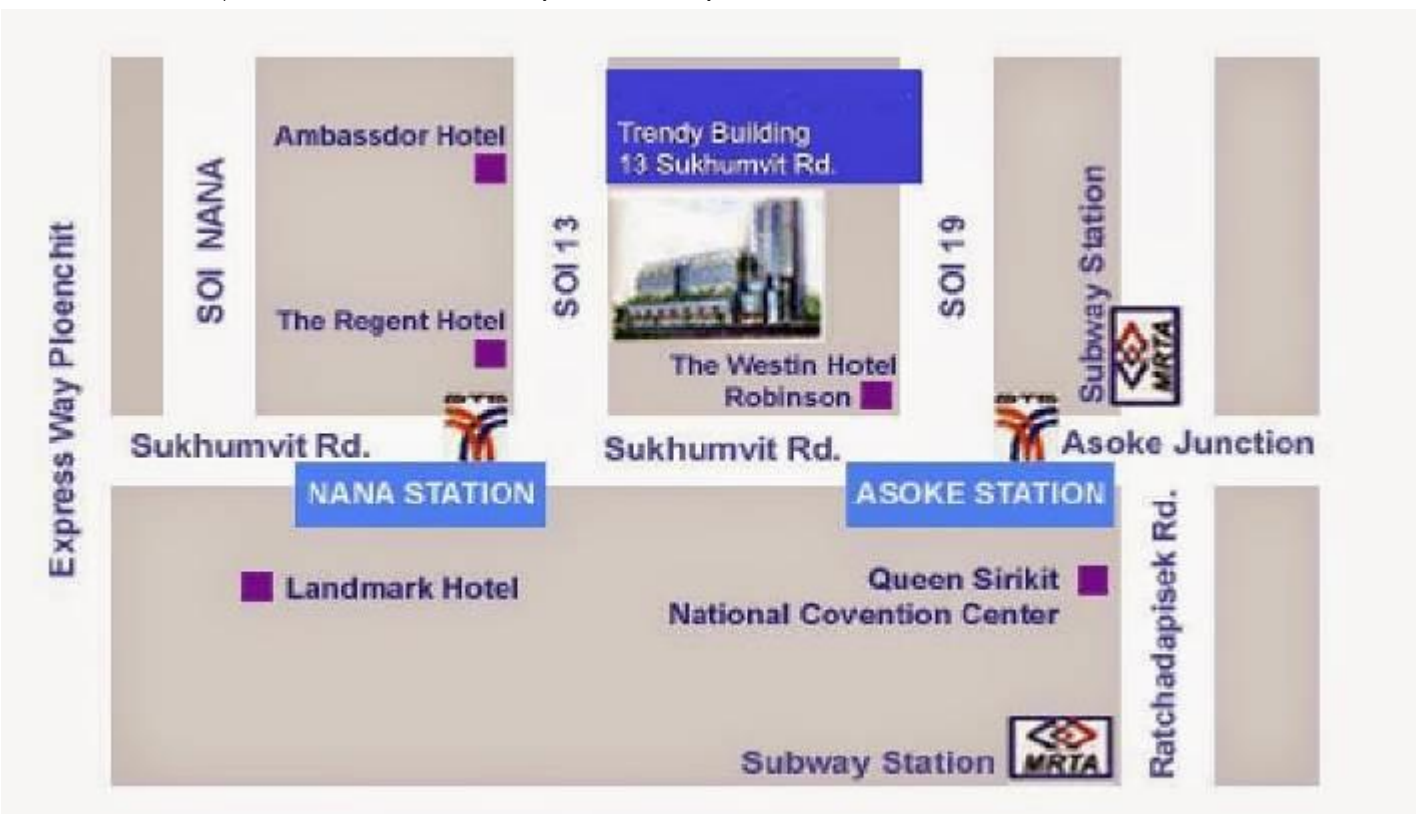 Ambassdor Hotel
Trendy Building
13 Sukhumvit Rd.
SOI NANA
SOI 13
SOI 19
Subway Station
MRTA
Express Way Ploenchit
The Regent Hotel
The Westin Hotel
Robinson
Sukhumvit Rd.
Sukhumvit Rd.
Asoke Junction
NANA STATION
ASOKE STATION
Landmark Hotel
Queen Sirikit
National Covention Center
Ratchadapisek Rd.
Subway Station
MRTA